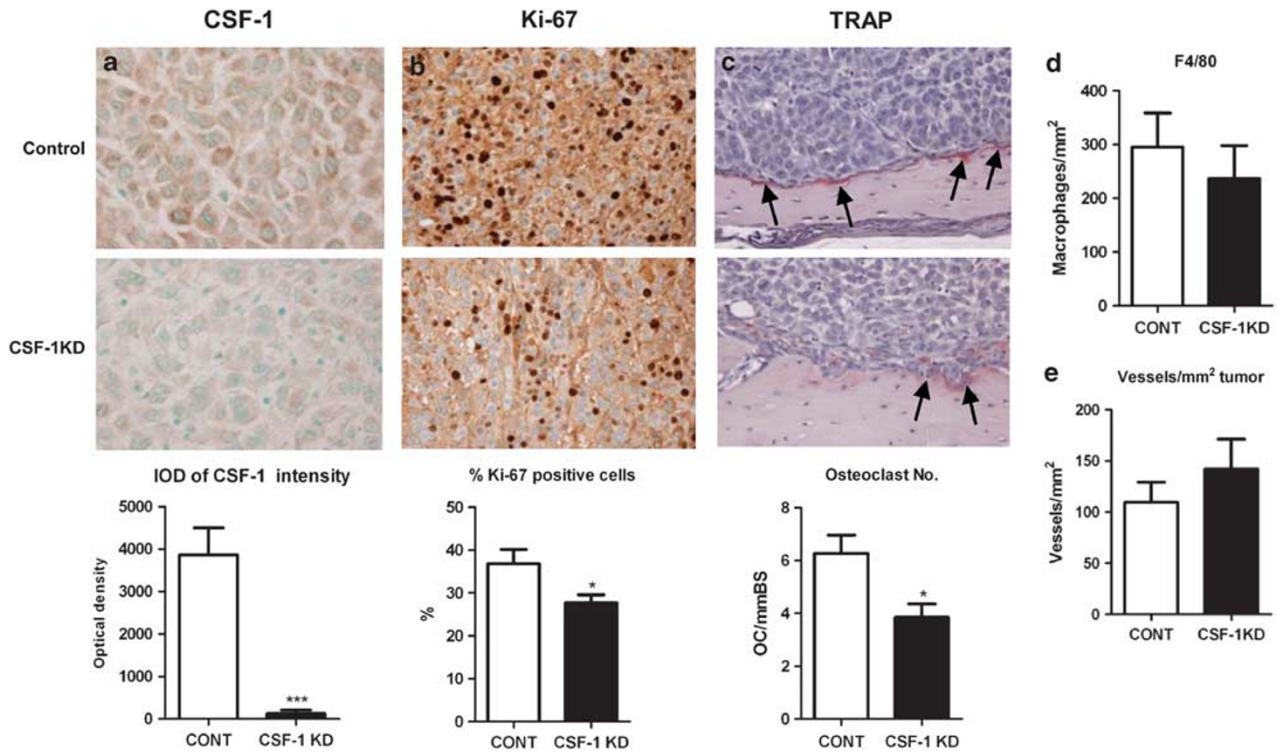 CSF-1
Ki-67
TRAP
Control
CSF-1KD
a
b
c
IOD of CSF-1 intensity
Optical density
5000
4000
3000
2000
1000
0
***
CONT
CSF-1 KD
% Ki-67 positive cells
%
50
40
30
20
10
0
*
CONT
CSF-1 KD
Osteoclast No.
OC/mmBS
8
6
4
2
0
*
CONT
CSF-1 KD
d
F4/80
Macrophages/mm²
400
300
200
100
0
CONT
CSF-1KD
e
Vessels/mm² tumor
Vessels/mm²
200
150
100
50
0
CONT
CSF-1KD